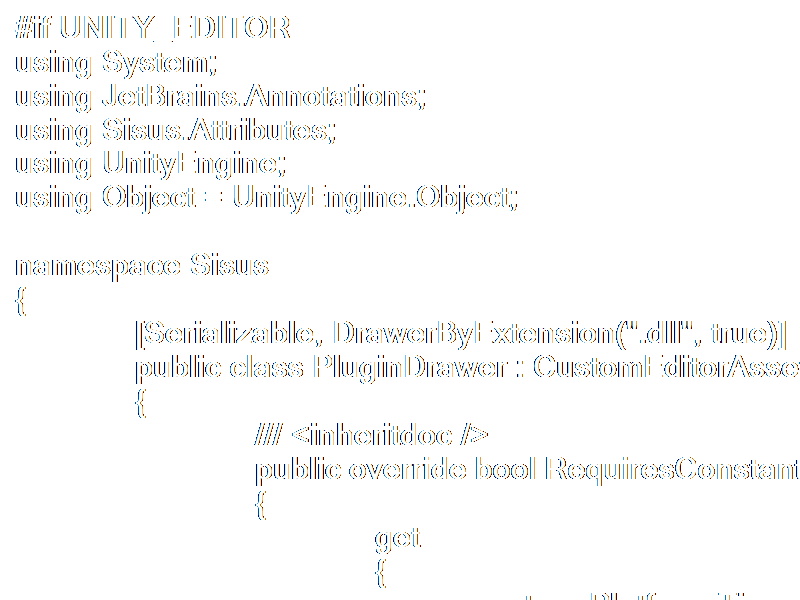 #if UNITY_EDITOR
using System;
using JetBrains.Annotations;
using Sisus.Attributes;
using UnityEngine;
using Object = UnityEngine.Object;
namespace Sisus
{
[Serializable, DrawerByExtension(".dll", true)]
public class PluginDrawer : CustomEditorAsse
{
//// <inheritdoc />
public override bool RequiresConstant
{
get
{